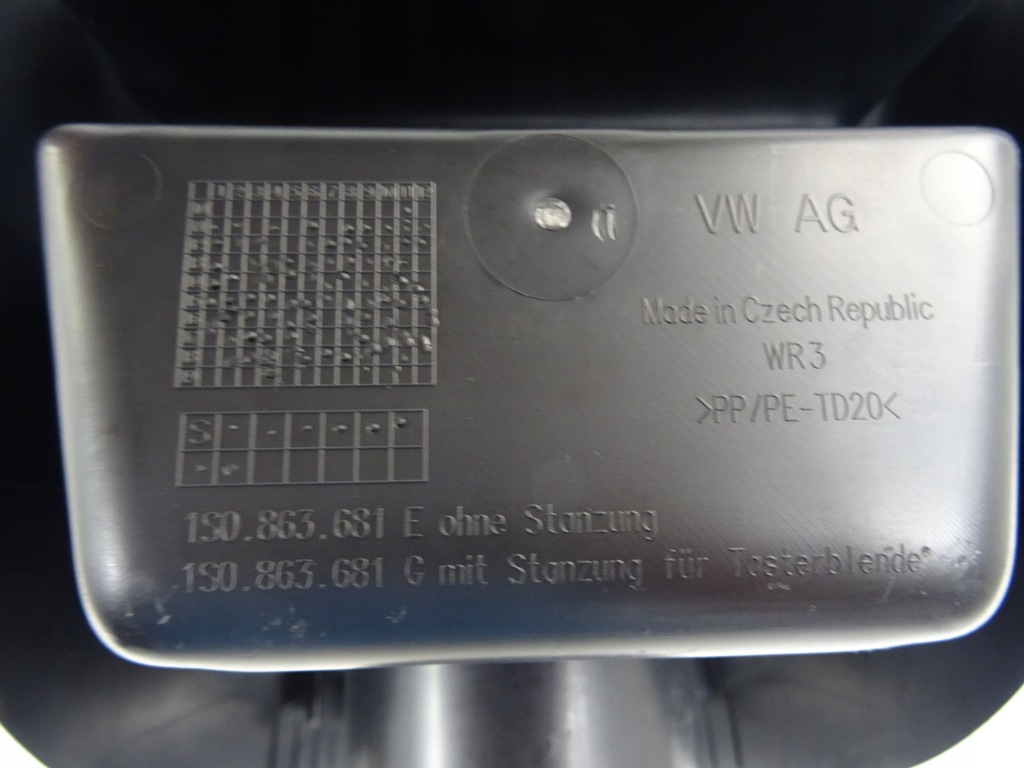 VW AG
Made in Czech Republic
WR3
>PP/PE-TD20<
S
1S0.863.681 E ohne Stanzung
1S0.863.681 G mit Stanzung für Tasterblende